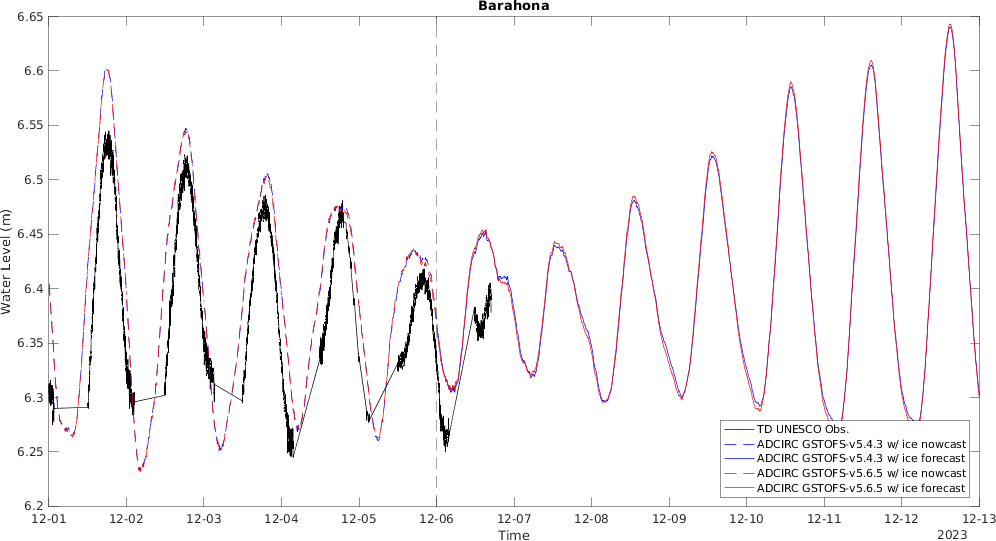 Barahona
Water Level (m)
6.65
6.6
6.55
6.5
6.45
6.4
6.35
6.3
6.25
6.2
TD UNESCO Obs.
ADCIRC GSTOFS-v5.4.3 w/ ice nowcast
ADCIRC GSTOFS-v5.4.3 w/ ice forecast
ADCIRC GSTOFS-v5.6.5 w/ ice nowcast
ADCIRC GSTOFS-v5.6.5 w/ ice forecast
12-01 12-02 12-03 12-04 12-05 12-06 12-07 12-08 12-09 12-10 12-11 12-12 12-13
Time
2023